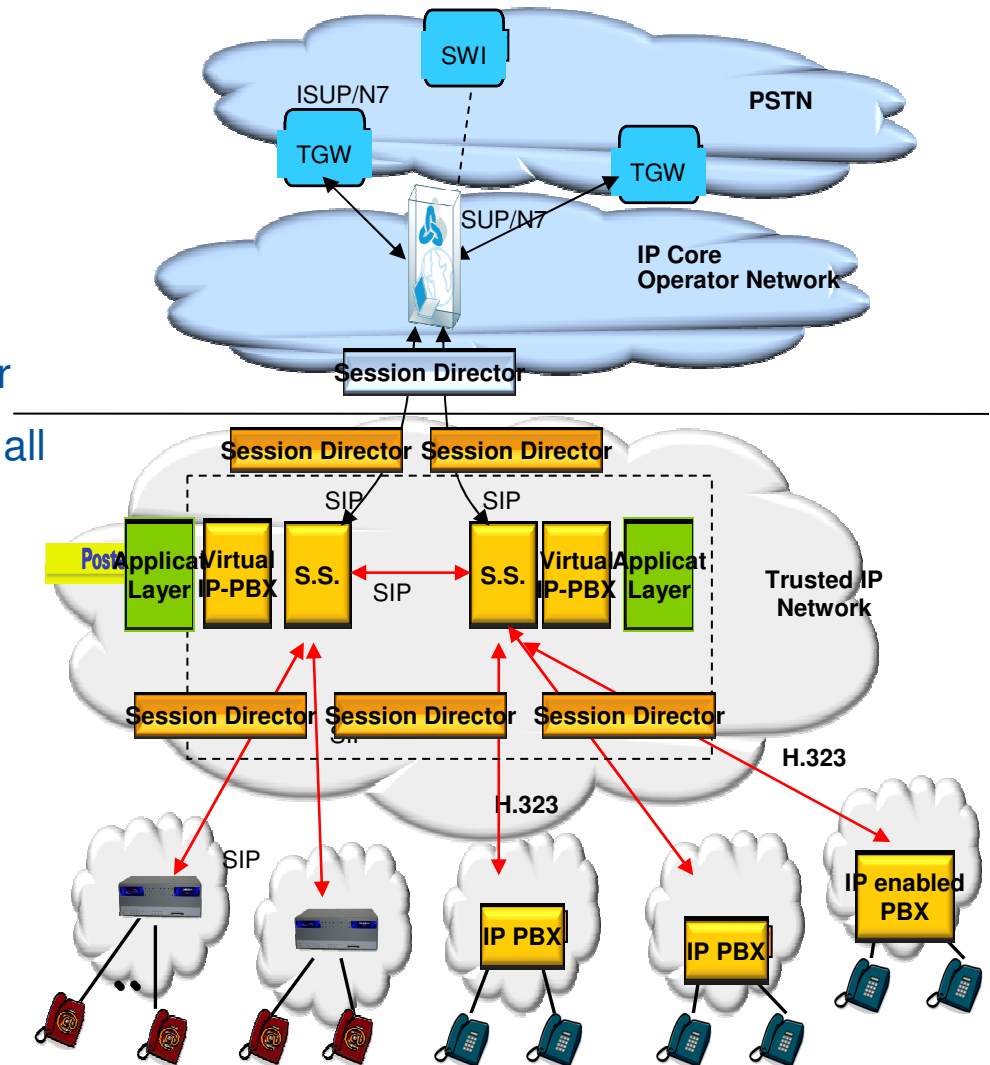 SWI
ISUP/N7
PSTN
TGW
TGW
SUP/N7
IP Core
Operator Network
Session Director
r
all
Session Director
Session Director
SIP
SIP
Applicat
Layer
Virtual
IP-PBX
S.S.
SIP
S.S.
Virtual
IP-PBX
Applicat
Layer
Trusted IP
Network
Session Director
Session Director
Session Director
H.323
H.323
SIP
IP enabled
PBX
IP PBX
IP PBX